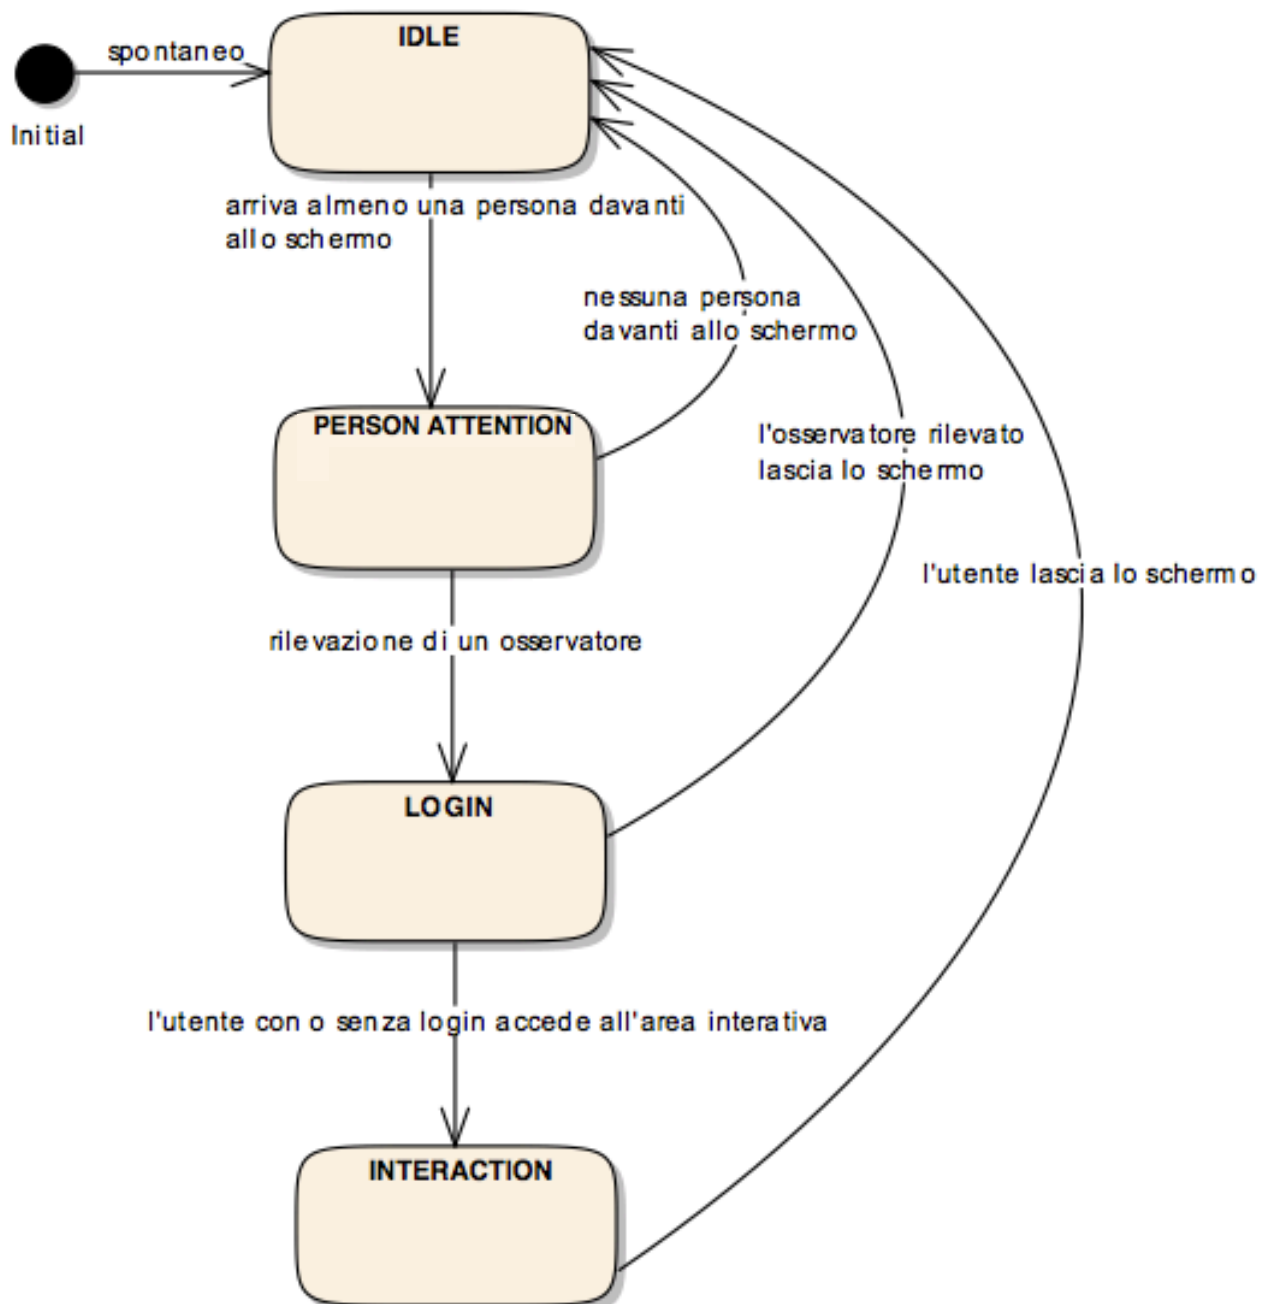 IDLE
spontaneo
Initial
arriva almeno una persona davanti
allo schermo
nessuna persona
davanti allo schermo
PERSON ATTENTION
l'osservatore rilevato
lascia lo schermo
l'utente lascia lo schermo
rilevazione di un osservatore
LOGIN
l'utente con o senza login accede all'area interativa
INTERACTION